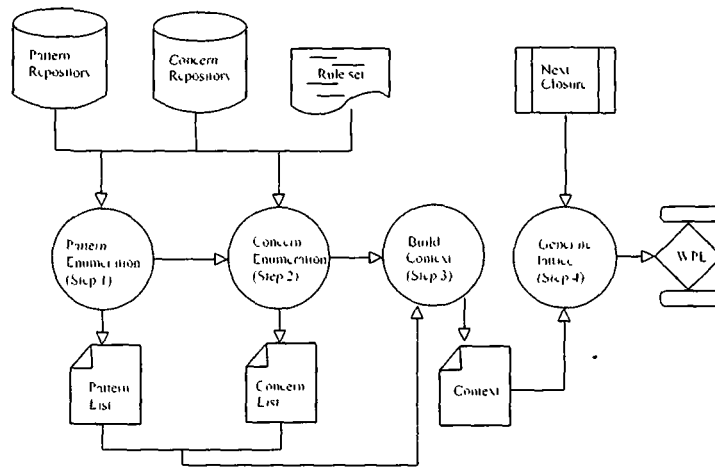 Pattern
Repository
Concern
Repository
Rule set
Next
Closure
Pattern
Enumeration
(Step 1)
Concern
Enumeration
(Step 2)
Build
Context
(Step 3)
Generate
lattice
(Step 4)
WPL
Pattern
List
Concern
List
Context